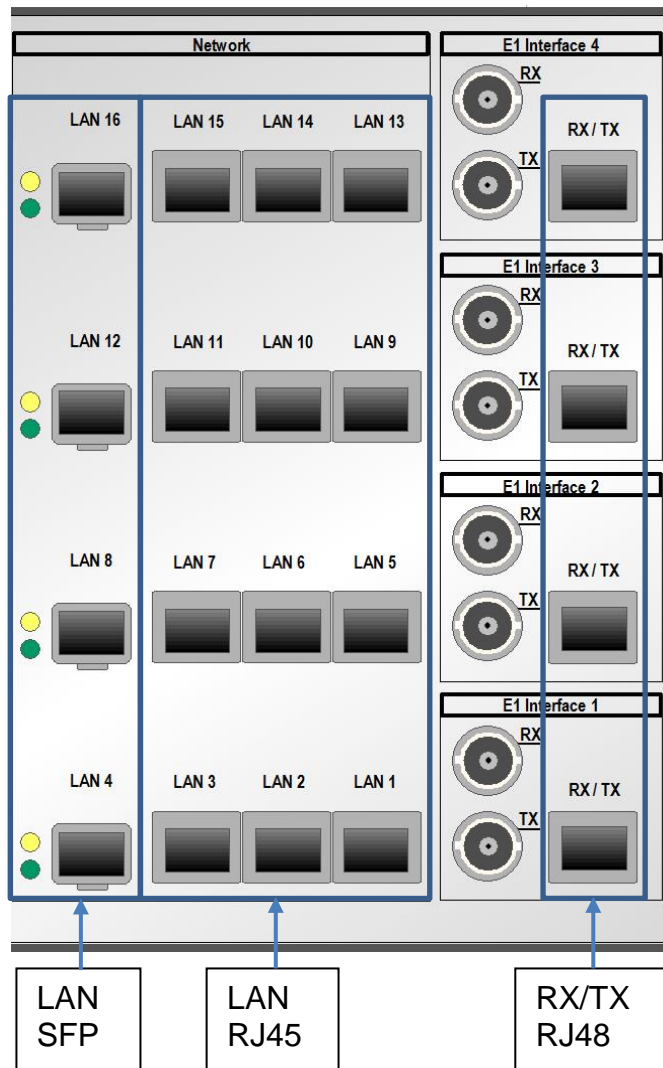 Network
E1 Interface 4
RX
LAN 16
LAN 15
LAN 14
LAN 13
RX / TX
TX
E1 Interface 3
RX
LAN 12
LAN 11
LAN 10
LAN 9
RX / TX
TX
E1 Interface 2
RX
LAN 8
LAN 7
LAN 6
LAN 5
RX / TX
TX
E1 Interface 1
RX
LAN 4
LAN 3
LAN 2
LAN 1
RX / TX
TX
LAN
SFP
LAN
RJ45
RX/TX
RJ48